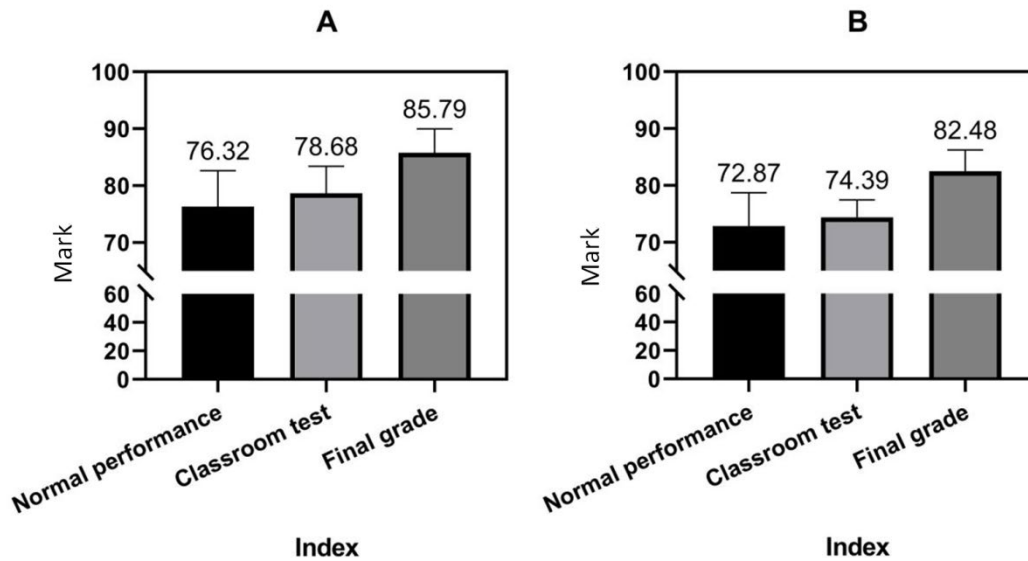 A
Mark
100
90
80
70
60
40
20
0
76.32
78.68
85.79
Normal performance
Classroom test
Final grade
Index
B
Mark
100
90
80
70
60
40
20
0
72.87
74.39
82.48
Normal performance
Classroom test
Final grade
Index